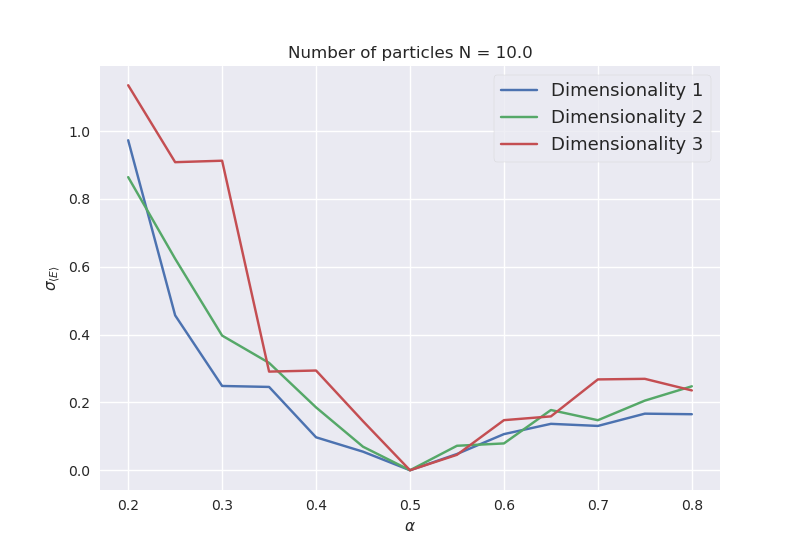 Number of particles N = 10.0
Dimensionality 1
Dimensionality 2
Dimensionality 3
1.0
0.8
0.6
0.4
0.2
0.0
σ⟨E⟩
0.2 0.3 0.4 0.5 0.6 0.7 0.8
α